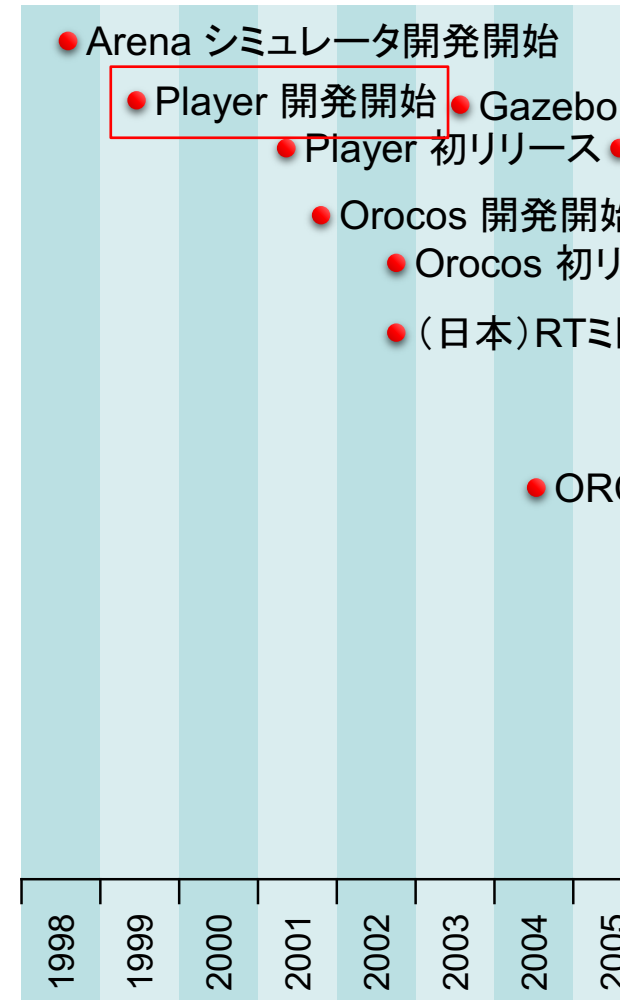 Arena シミュレータ開発開始
Player 開発開始
Gazebo
Player 初リリース
Orocos 開発開始
Orocos 初リ
（日本）RTミ
OR
1998
1999
2000
2001
2002
2003
2004
2005